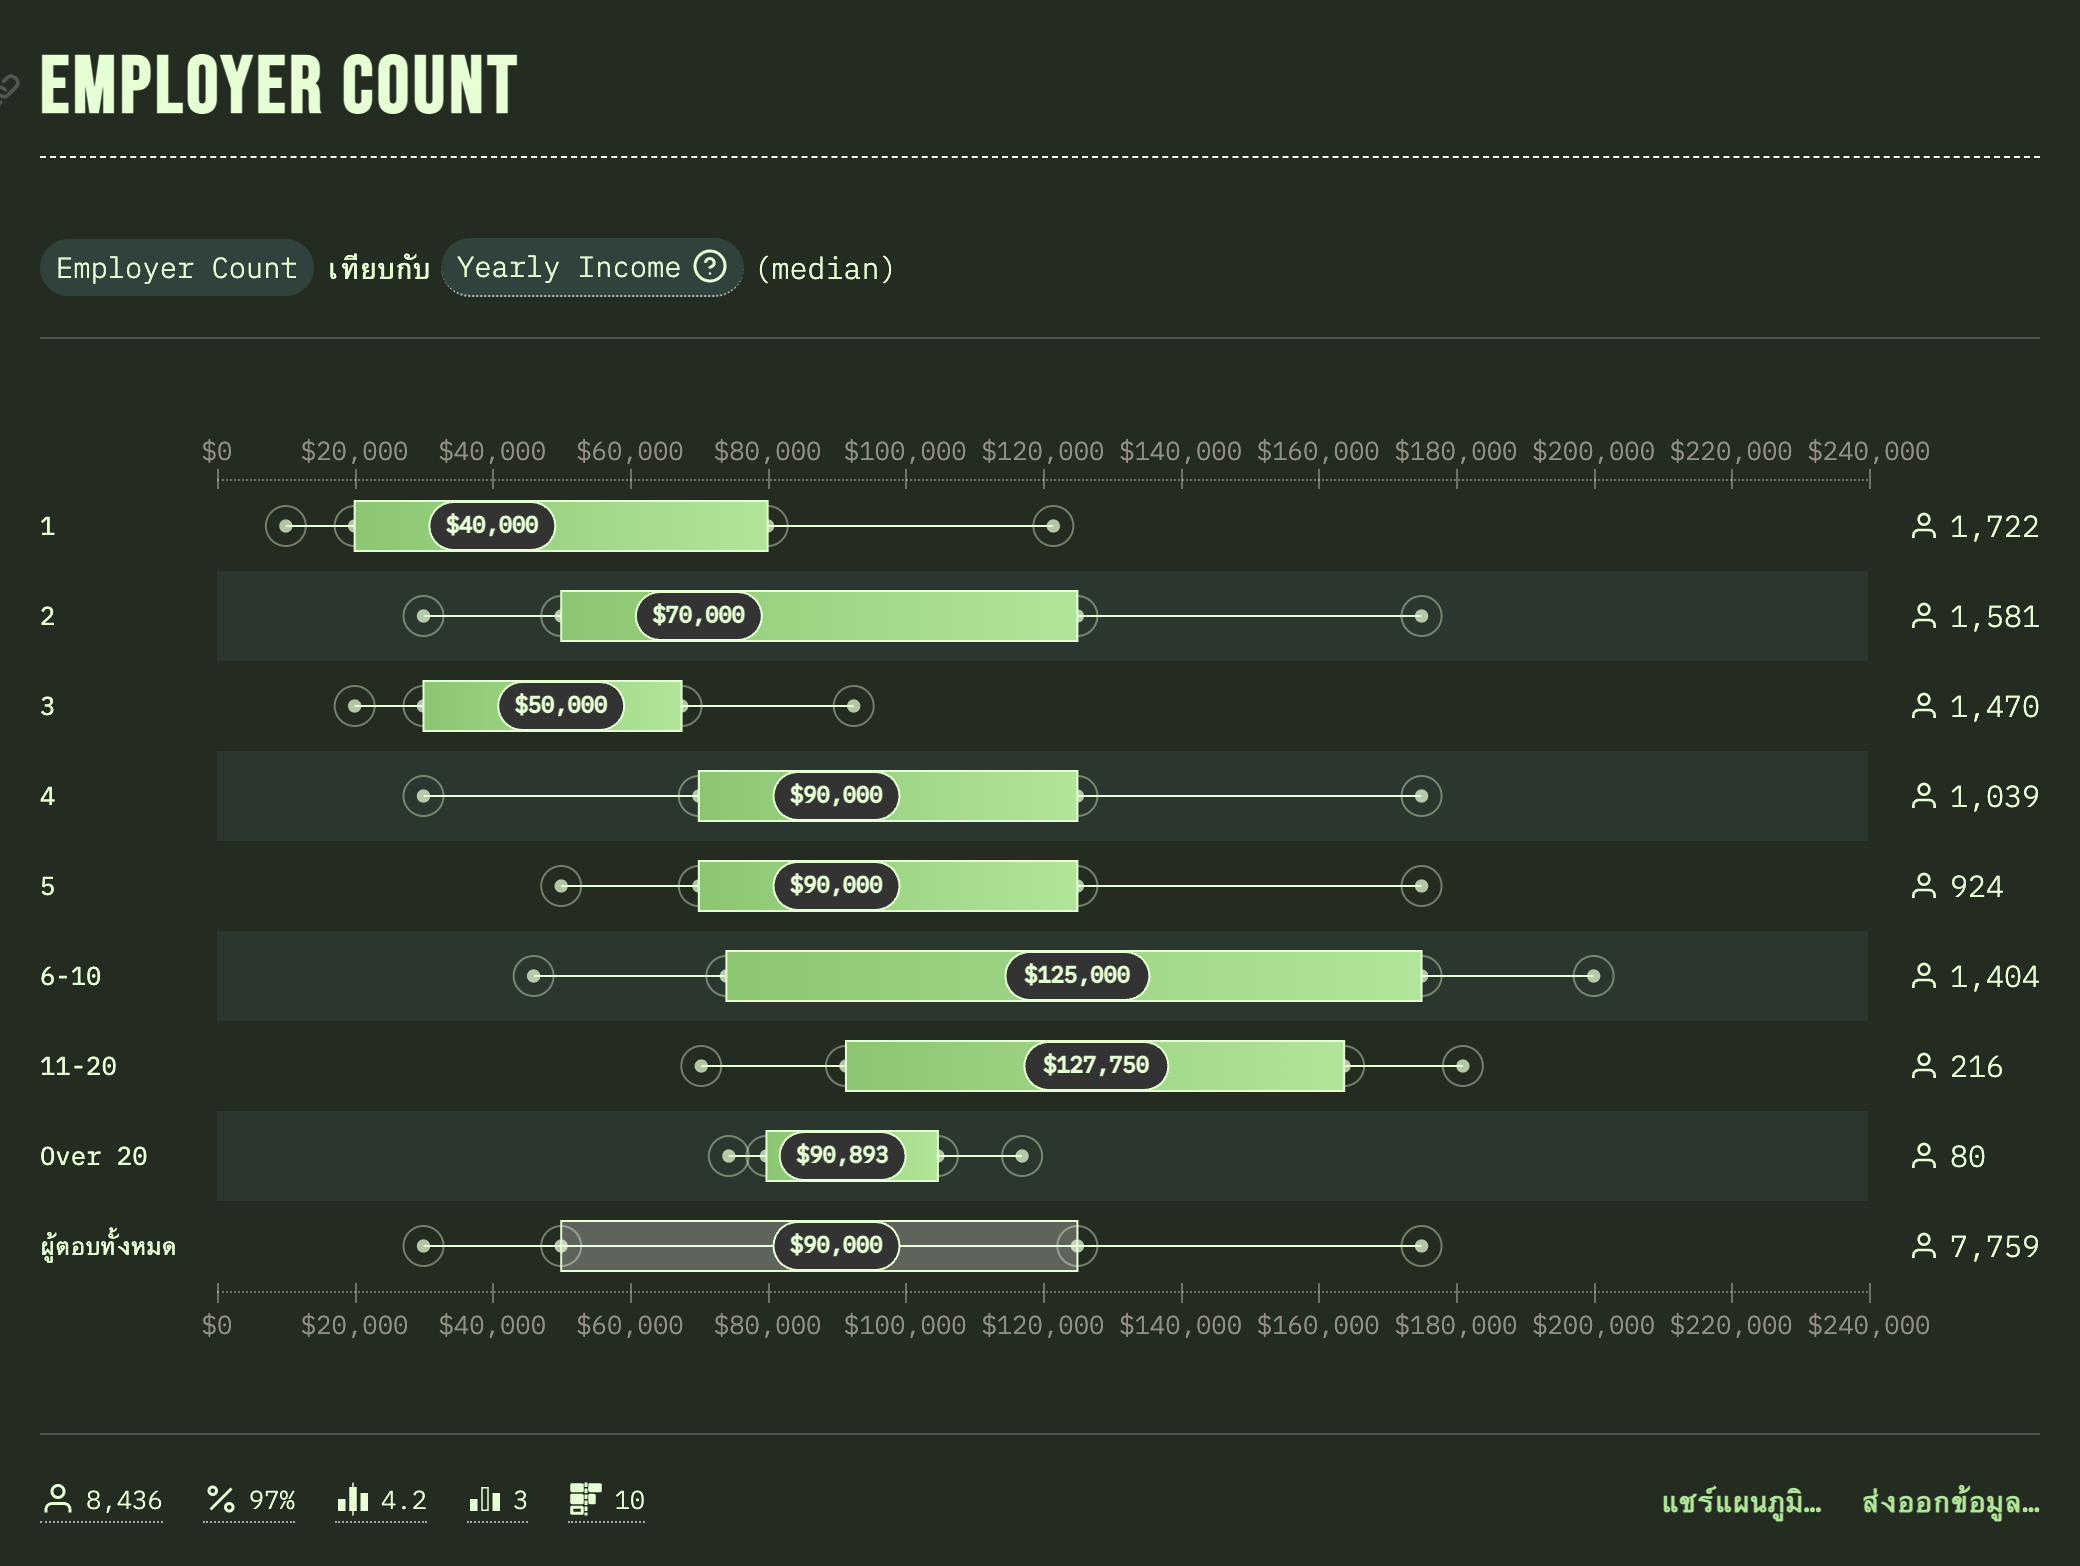 EMPLOYER COUNT
Employer Count เทียบกับ Yearly Income (median)
$0 $20,000 $40,000 $60,000 $80,000 $100,000 $120,000 $140,000 $160,000 $180,000 $200,000 $220,000 $240,000
1 $40,000 1,722
2 $70,000 1,581
3 $50,000 1,470
4 $90,000 1,039
5 $90,000 924
6-10 $125,000 1,404
11-20 $127,750 216
Over 20 $90,893 80
ผู้ตอบทั้งหมด $90,000 7,759
$0 $20,000 $40,000 $60,000 $80,000 $100,000 $120,000 $140,000 $160,000 $180,000 $200,000 $220,000 $240,000
8,436 97% 4.2 3 10 แชร์แผนภูมิ… ส่งออกข้อมูล…